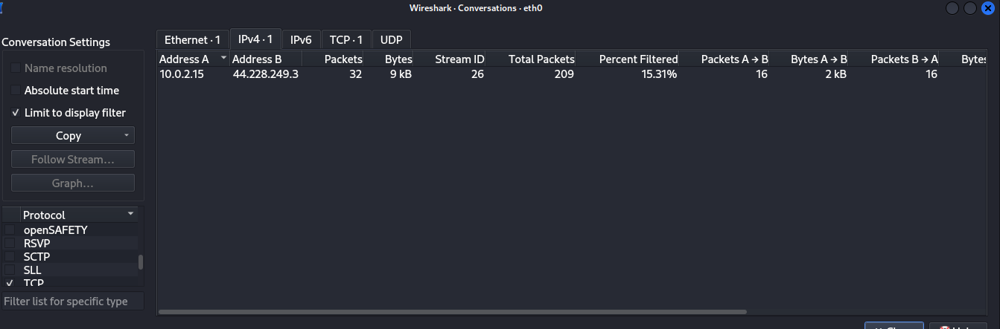 Wireshark · Conversations · eth0
Conversation Settings
Name resolution
Absolute start time
Limit to display filter
Copy
Follow Stream…
Graph…
Protocol
openSAFETY
RSVP
SCTP
SLL
TCP
Filter list for specific type
Ethernet · 1 IPv4 · 1 IPv6 TCP · 1 UDP
Address A Address B Packets Bytes Stream ID Total Packets Percent Filtered Packets A → B Bytes A → B Packets B → A Bytes
10.0.2.15 44.228.249.3 32 9 kB 26 209 15.31% 16 2 kB 16